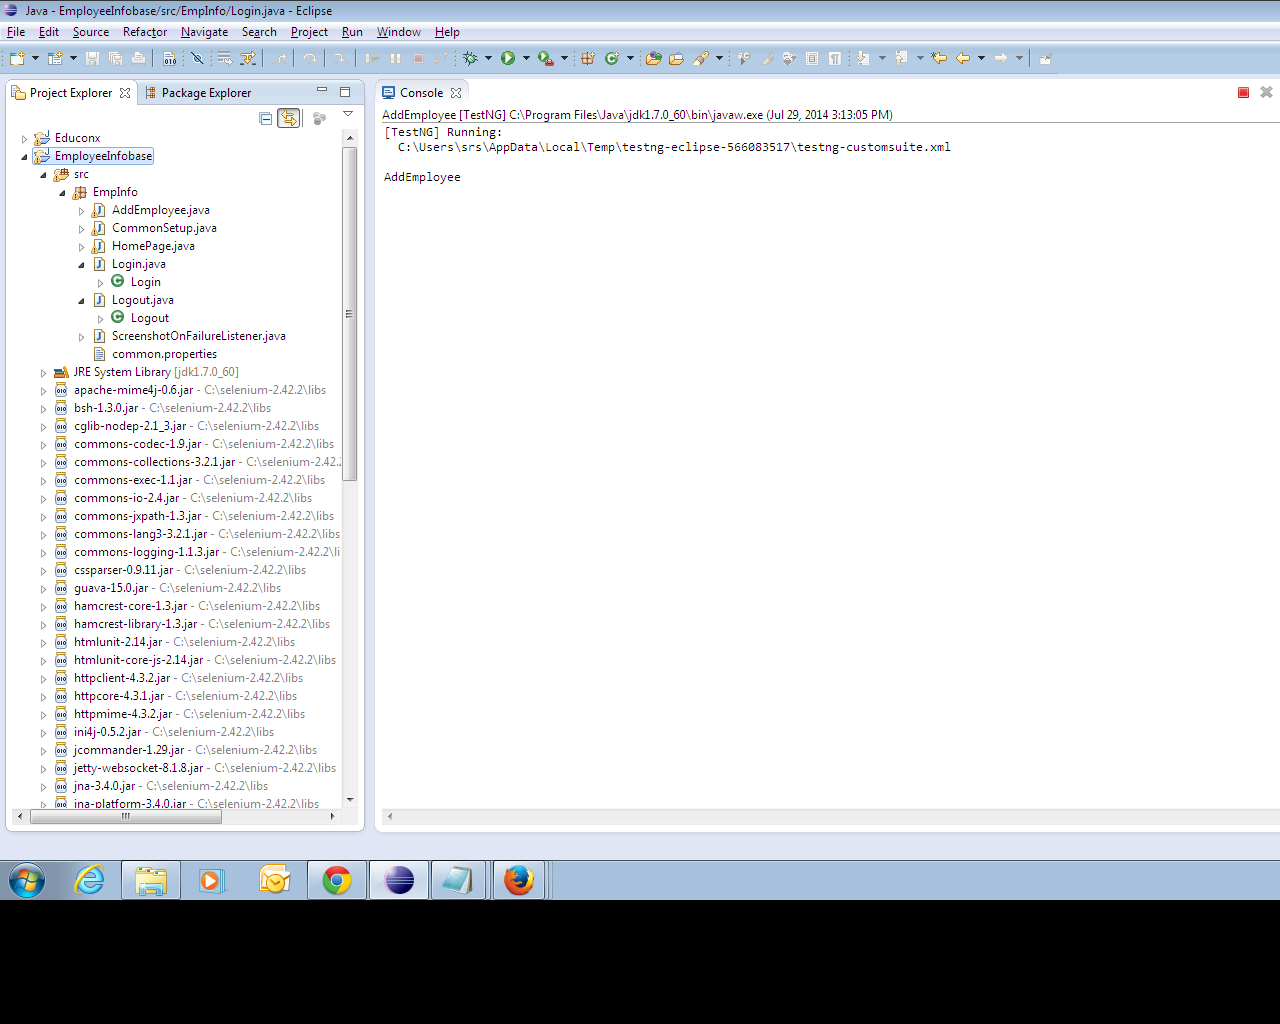 Java - EmployeeInfobase/src/EmpInfo/Login.java - Eclipse
File Edit Source Refactor Navigate Search Project Run Window Help
Project Explorer Package Explorer
Educonx
EmployeeInfobase
src
EmpInfo
AddEmployee.java
CommonSetup.java
HomePage.java
Login.java
Login
Logout.java
Logout
ScreenshotOnFailureListener.java
common.properties
JRE System Library [jdk1.7.0_60]
apache-mime4j-0.6.jar - C:\selenium-2.42.2\libs
bsh-1.3.0.jar - C:\selenium-2.42.2\libs
cglib-nodep-2.1_3.jar - C:\selenium-2.42.2\libs
commons-codec-1.9.jar - C:\selenium-2.42.2\libs
commons-collections-3.2.1.jar - C:\selenium-2.42.
commons-exec-1.1.jar - C:\selenium-2.42.2\libs
commons-io-2.4.jar - C:\selenium-2.42.2\libs
commons-jxpath-1.3.jar - C:\selenium-2.42.2\libs
commons-lang3-3.2.1.jar - C:\selenium-2.42.2\libs
commons-logging-1.1.3.jar - C:\selenium-2.42.2\li
cssparser-0.9.11.jar - C:\selenium-2.42.2\libs
guava-15.0.jar - C:\selenium-2.42.2\libs
hamcrest-core-1.3.jar - C:\selenium-2.42.2\libs
hamcrest-library-1.3.jar - C:\selenium-2.42.2\libs
htmlunit-2.14.jar - C:\selenium-2.42.2\libs
htmlunit-core-js-2.14.jar - C:\selenium-2.42.2\libs
httpclient-4.3.2.jar - C:\selenium-2.42.2\libs
httpcore-4.3.1.jar - C:\selenium-2.42.2\libs
httpmime-4.3.2.jar - C:\selenium-2.42.2\libs
ini4j-0.5.2.jar - C:\selenium-2.42.2\libs
jcommander-1.29.jar - C:\selenium-2.42.2\libs
jetty-websocket-8.1.8.jar - C:\selenium-2.42.2\libs
jna-3.4.0.jar - C:\selenium-2.42.2\libs
jna-platform-3.4.0.jar - C:\selenium-2.42.2\libs
Console
AddEmployee [TestNG] C:\Program Files\Java\jdk1.7.0_60\bin\javaw.exe (Jul 29, 2014 3:13:05 PM)
[TestNG] Running:
C:\Users\srs\AppData\Local\Temp\testng-eclipse-566083517\testng-customsuite.xml
AddEmployee